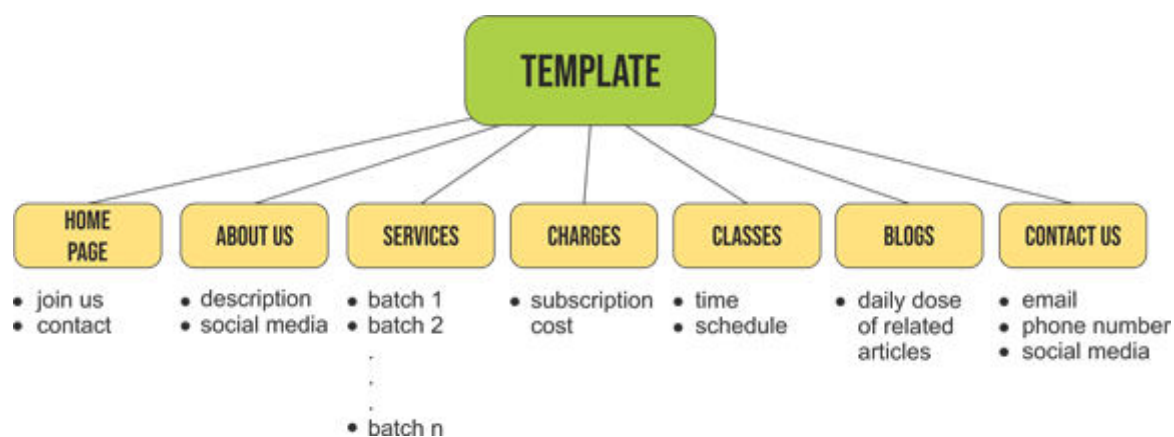 TEMPLATE
HOME
PAGE
ABOUT US
SERVICES
CHARGES
CLASSES
BLOGS
CONTACT US
• join us
• contact
• description
• social media
• batch 1
• batch 2
.
.
.
• batch n
• subscription
cost
• time
• schedule
• daily dose
of related
articles
• email
• phone number
• social media